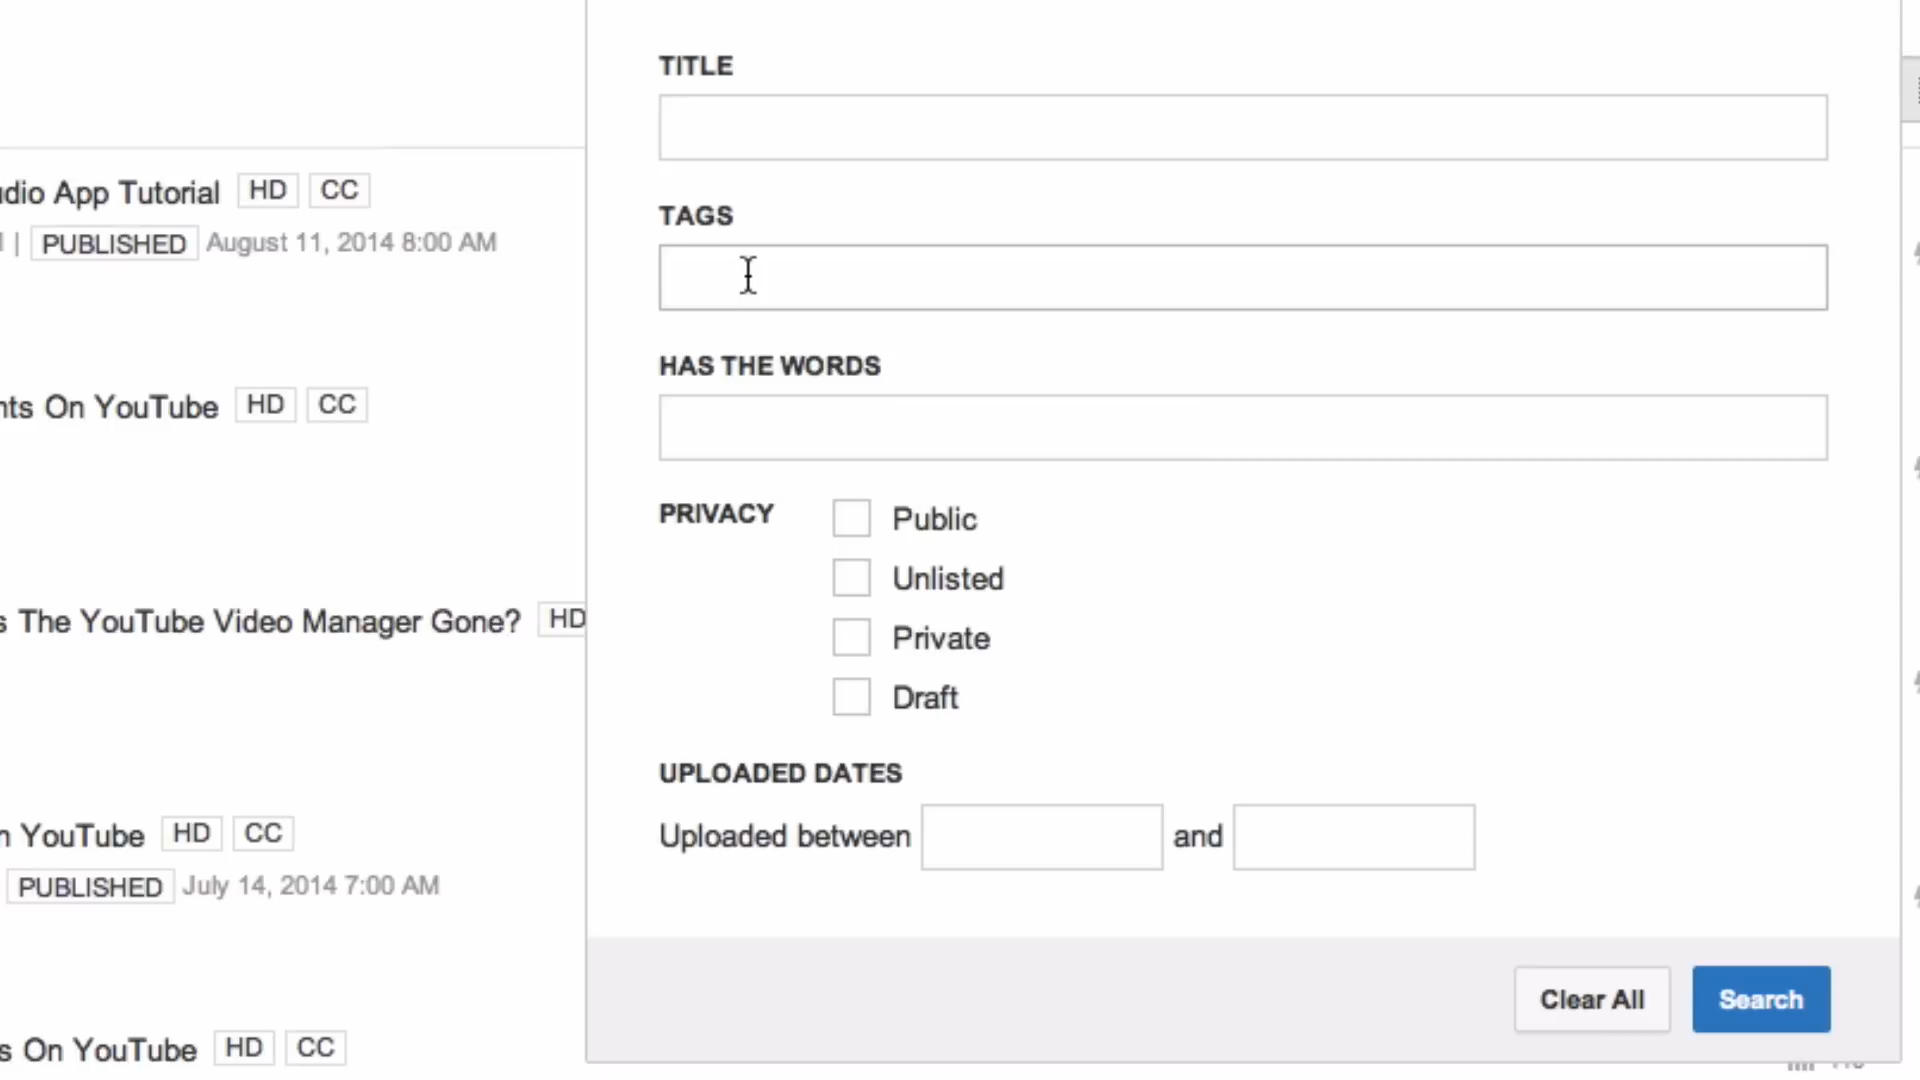 TITLE
App Tutorial HD CC
| PUBLISHED August 11, 2014 8:00 AM
TAGS
HAS THE WORDS
On YouTube HD CC
PRIVACY
Public
Unlisted
The YouTube Video Manager Gone? HD
Private
Draft
UPLOADED DATES
Uploaded between and
YouTube HD CC
PUBLISHED July 14, 2014 7:00 AM
Clear All Search
On YouTube HD CC